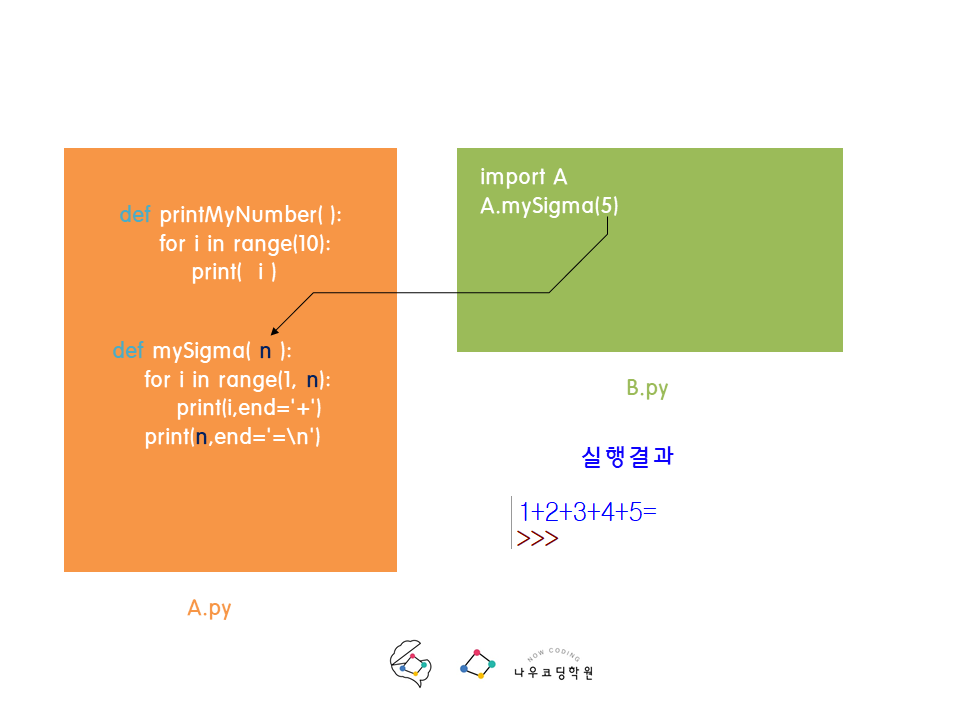 def printMyNumber( ):
for i in range(10):
print(  i )
def mySigma( n ):
for i in range(1, n):
print(i,end='+')
print(n,end='=\n')
A.py
import A
A.mySigma(5)
B.py
실행결과
1+2+3+4+5=
>>>
NOW CODING
나우코딩학원